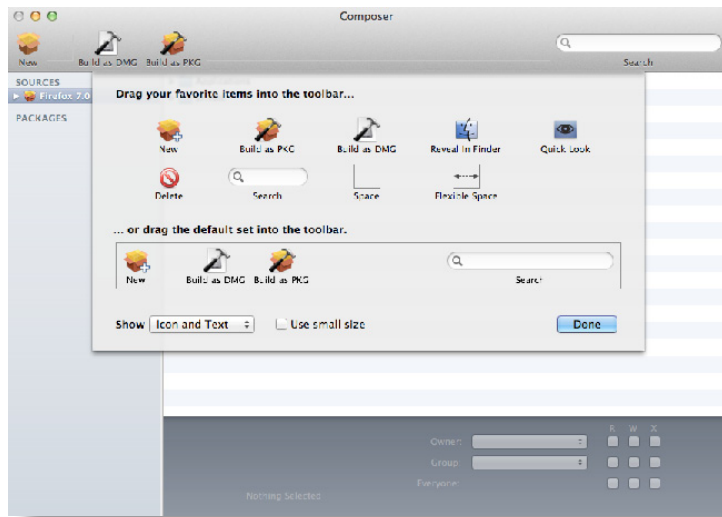 Composer
New Build as DMG Build as PKG Search
SOURCES
Firefox 7.0
PACKAGES
Drag your favorite items into the toolbar...
New Build as PKG Build as DMG Reveal In Finder Quick Look
Delete Search Space Flexible Space
... or drag the default set into the toolbar.
New Build as DMG Build as PKG Search
Show Icon and Text Use small size Done
R W X
Owner:
Group:
Everyone:
Nothing Selected